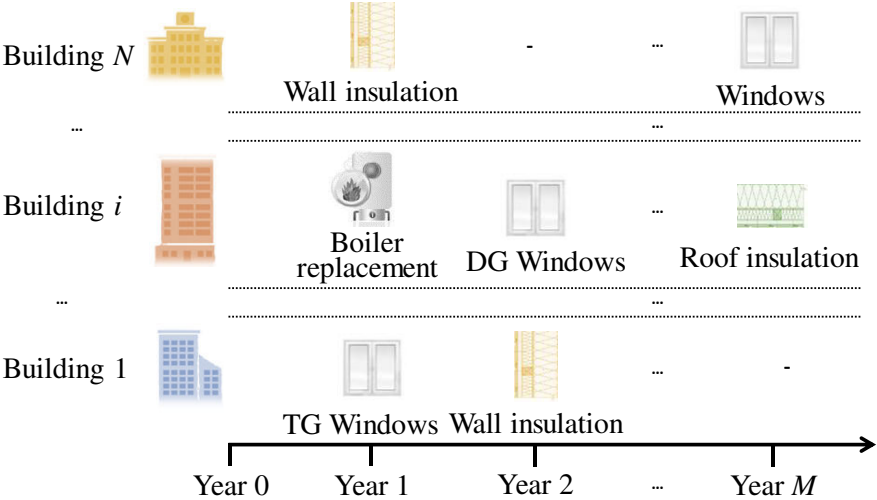 Building N - ...
Wall insulation Windows
... ...
Building i ...
Boiler
replacement DG Windows Roof insulation
... ...
Building 1 ... -
TG Windows Wall insulation
Year 0 Year 1 Year 2 ... Year M